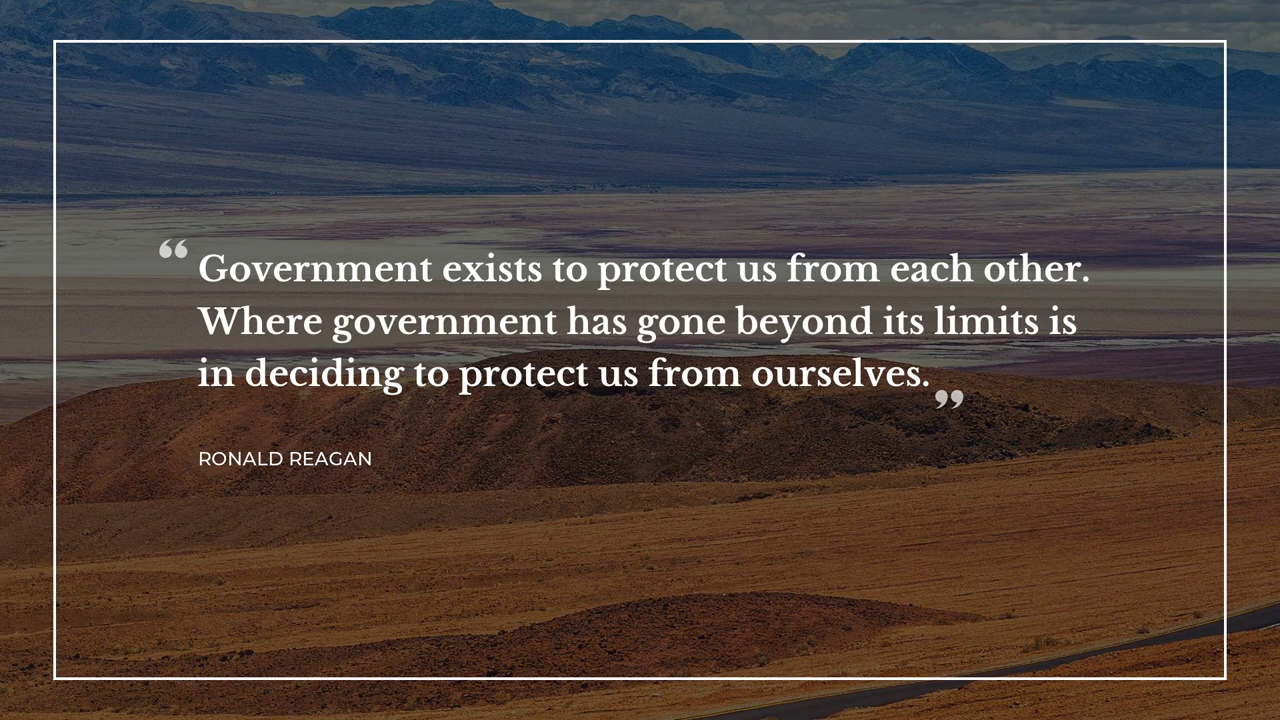 “Government exists to protect us from each other.
Where government has gone beyond its limits is
in deciding to protect us from ourselves.”
RONALD REAGAN